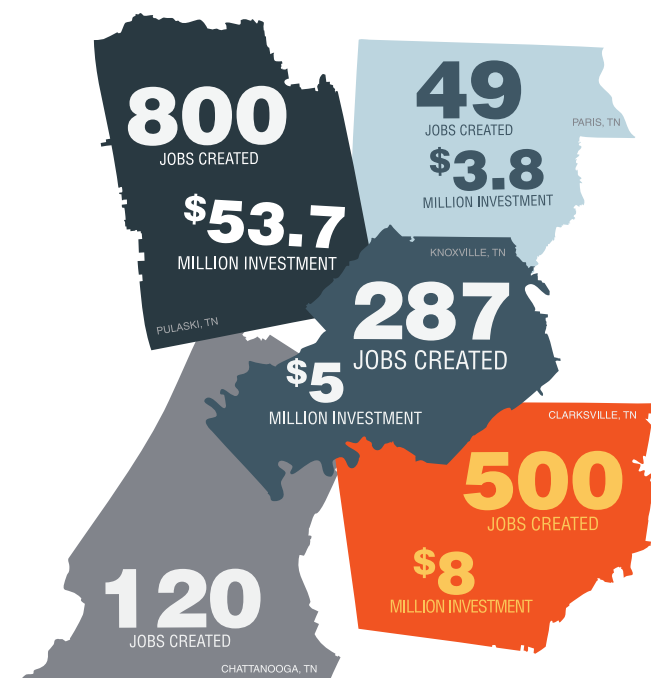 800
JOBS CREATED
$53.7
MILLION INVESTMENT
PULASKI, TN
49
JOBS CREATED
PARIS, TN
$3.8
MILLION INVESTMENT
KNOXVILLE, TN
287
JOBS CREATED
$5
MILLION INVESTMENT
CLARKSVILLE, TN
500
JOBS CREATED
$8
MILLION INVESTMENT
120
JOBS CREATED
CHATTANOOGA, TN